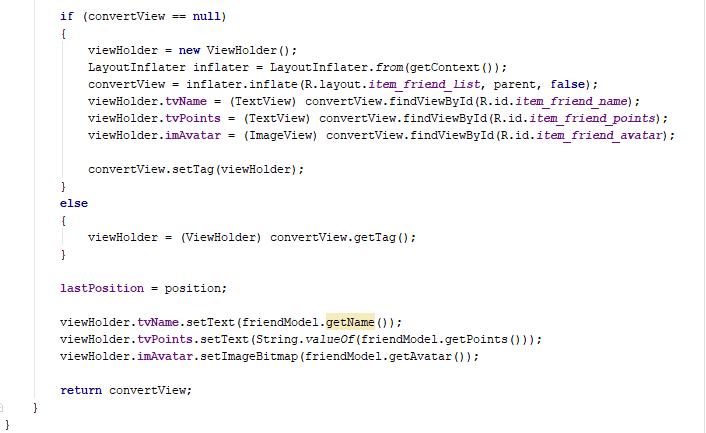 if (convertView == null)
{
viewHolder = new ViewHolder();
LayoutInflater inflater = LayoutInflater.from(getContext());
convertView = inflater.inflate(R.layout.item_friend_list, parent, false);
viewHolder.tvName = (TextView) convertView.findViewById(R.id.item_friend_name);
viewHolder.tvPoints = (TextView) convertView.findViewById(R.id.item_friend_points);
viewHolder.imAvatar = (ImageView) convertView.findViewById(R.id.item_friend_avatar);
convertView.setTag(viewHolder);
}
else
{
viewHolder = (ViewHolder) convertView.getTag();
}
lastPosition = position;
viewHolder.tvName.setText(friendModel.getName());
viewHolder.tvPoints.setText(String.valueOf(friendModel.getPoints()));
viewHolder.imAvatar.setImageBitmap(friendModel.getAvatar());
return convertView;
}
}